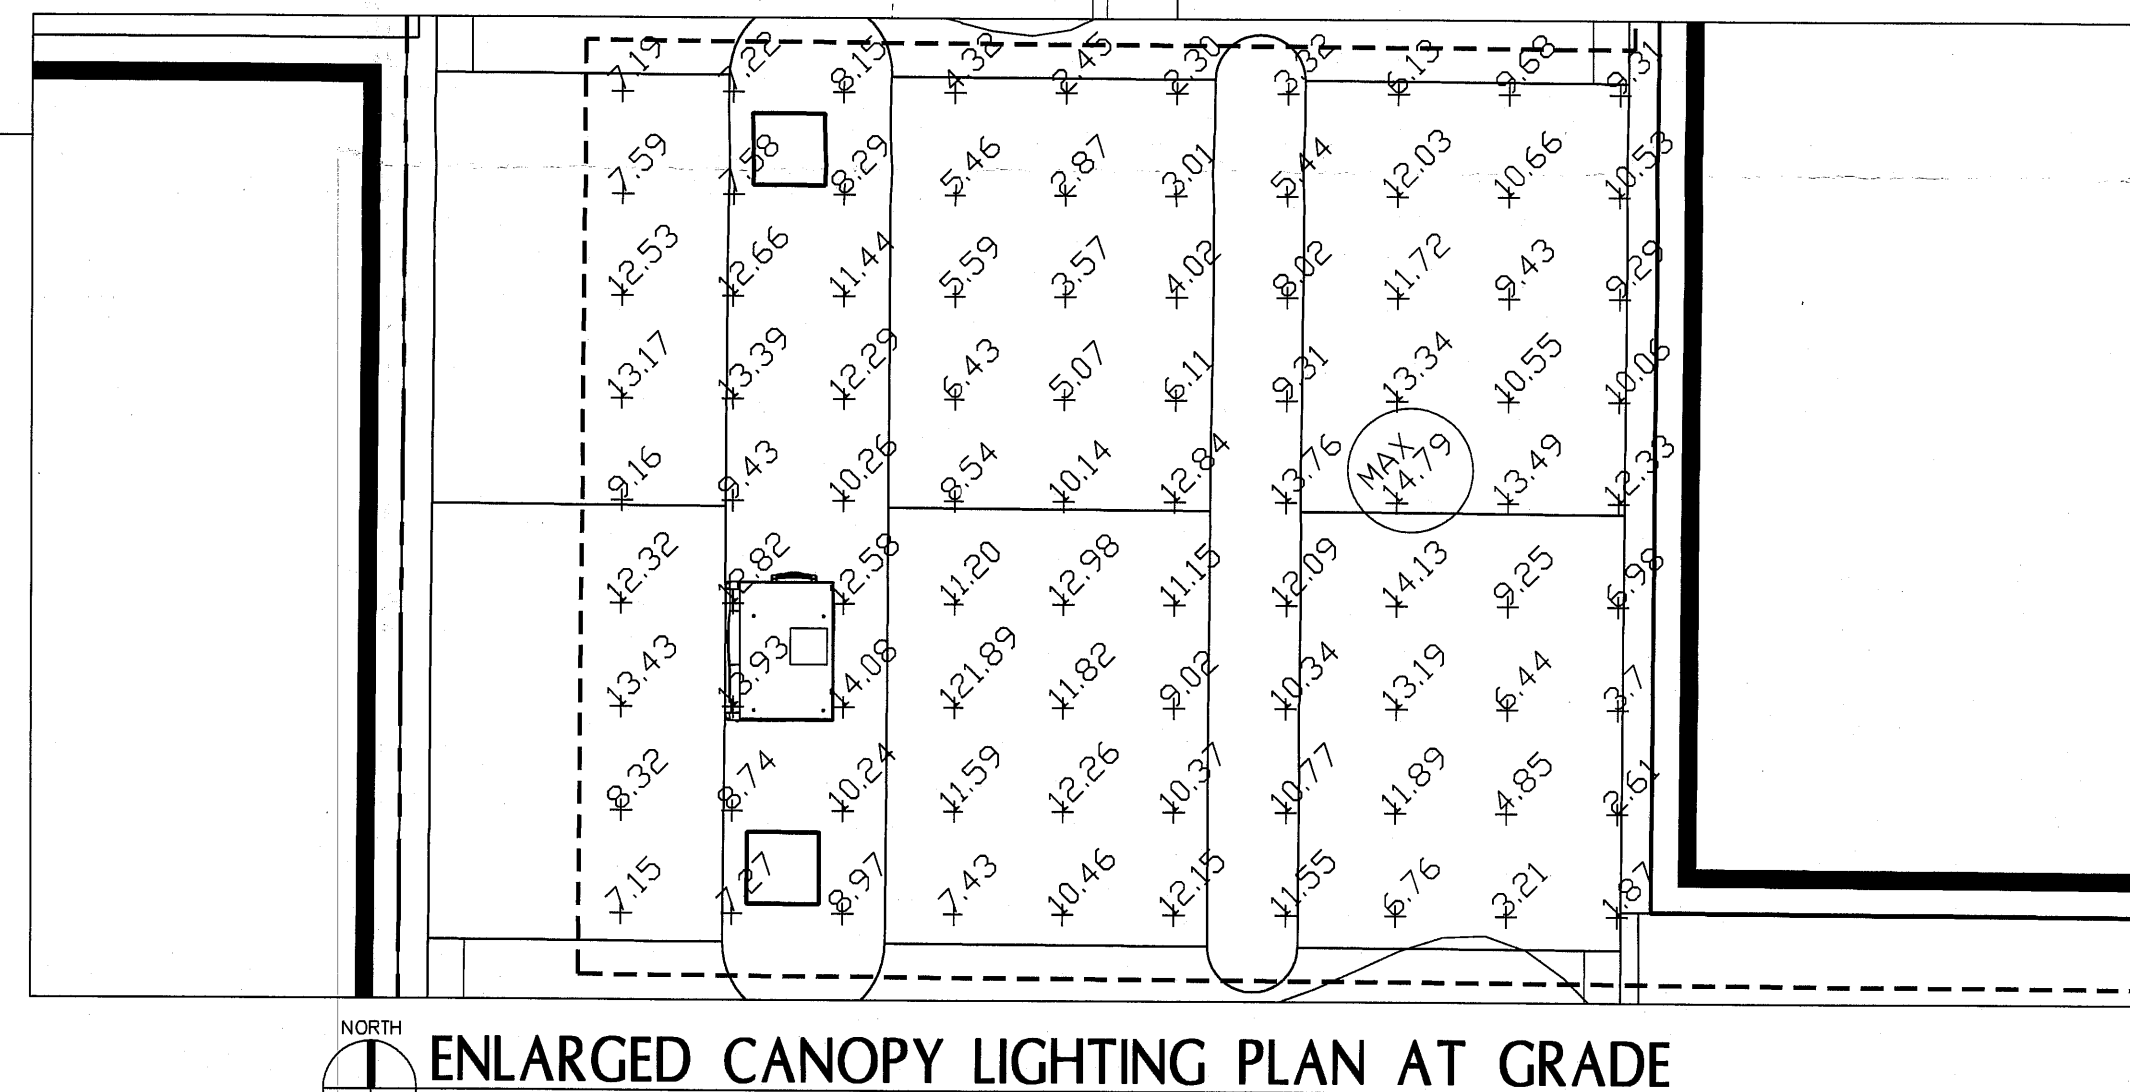 7.19 7.22 8.15 4.32 2.45 2.30 3.32 6.13 9.68 9.31
7.59 7.58 8.29 5.46 2.87 3.01 5.44 12.03 10.66 10.53
12.53 12.66 11.44 5.59 3.57 4.02 8.02 11.72 9.43 9.29
13.17 13.39 12.29 6.43 5.07 6.11 9.31 13.34 10.55 10.06
MAX
9.16 9.43 10.26 8.54 10.14 12.84 13.76 14.79 13.49 12.33
12.32 12.58 11.20 12.98 11.15 12.09 14.13 9.25 6.98
13.43 13.93 14.08 121.89 11.82 9.02 10.34 13.19 6.44 3.7
8.32 8.74 10.24 11.59 12.26 10.37 10.77 11.89 4.85 2.61
7.15 7.27 8.97 7.43 10.46 12.15 11.55 6.76 3.21 1.87
NORTH
ENLARGED CANOPY LIGHTING PLAN AT GRADE